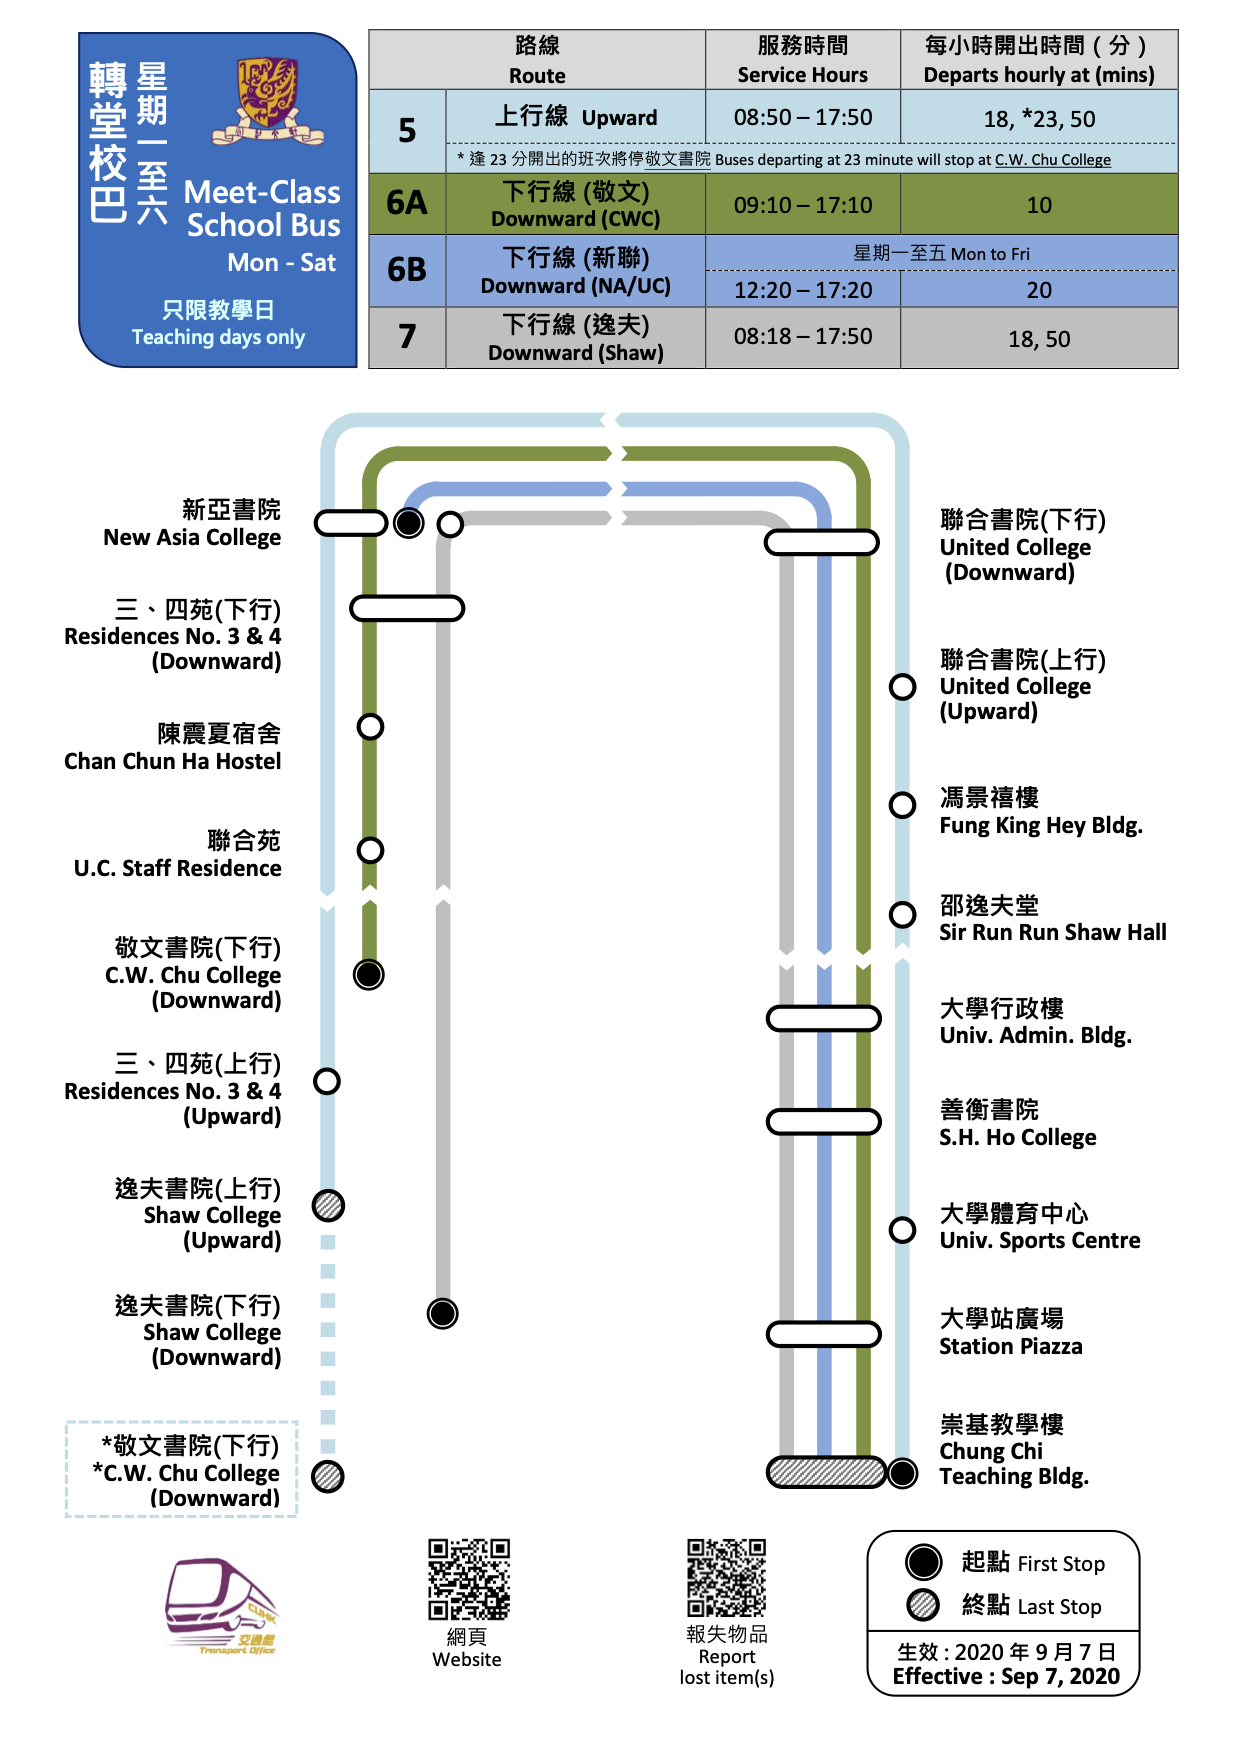 星期一至六
轉堂校巴
Meet-Class
School Bus
Mon - Sat
只限教學日
Teaching days only
路線
Route
服務時間
Service Hours
每小時開出時間 ( 分 )
Departs hourly at (mins)
5
上行線 Upward
08:50 – 17:50
18, *23, 50
* 逢 23 分開出的班次將停敬文書院 Buses departing at 23 minute will stop at C.W. Chu College
6A
下行線 (敬文)
Downward (CWC)
09:10 – 17:10
10
6B
下行線 (新聯)
Downward (NA/UC)
星期一至五 Mon to Fri
12:20 – 17:20
20
7
下行線 (逸夫)
Downward (Shaw)
08:18 – 17:50
18, 50
新亞書院
New Asia College
三、四苑(下行)
Residences No. 3 & 4
(Downward)
陳震夏宿舍
Chan Chun Ha Hostel
聯合苑
U.C. Staff Residence
敬文書院(下行)
C.W. Chu College
(Downward)
三、四苑(上行)
Residences No. 3 & 4
(Upward)
逸夫書院(上行)
Shaw College
(Upward)
逸夫書院(下行)
Shaw College
(Downward)
*敬文書院(下行)
*C.W. Chu College
(Downward)
聯合書院(下行)
United College
(Downward)
聯合書院(上行)
United College
(Upward)
馮景禧樓
Fung King Hey Bldg.
邵逸夫堂
Sir Run Run Shaw Hall
大學行政樓
Univ. Admin. Bldg.
善衡書院
S.H. Ho College
大學體育中心
Univ. Sports Centre
大學站廣場
Station Piazza
崇基教學樓
Chung Chi
Teaching Bldg.
CUHK
交通處
Transport Office
網頁
Website
報失物品
Report
lost item(s)
起點 First Stop
終點 Last Stop
生效 : 2020 年 9 月 7 日
Effective : Sep 7, 2020